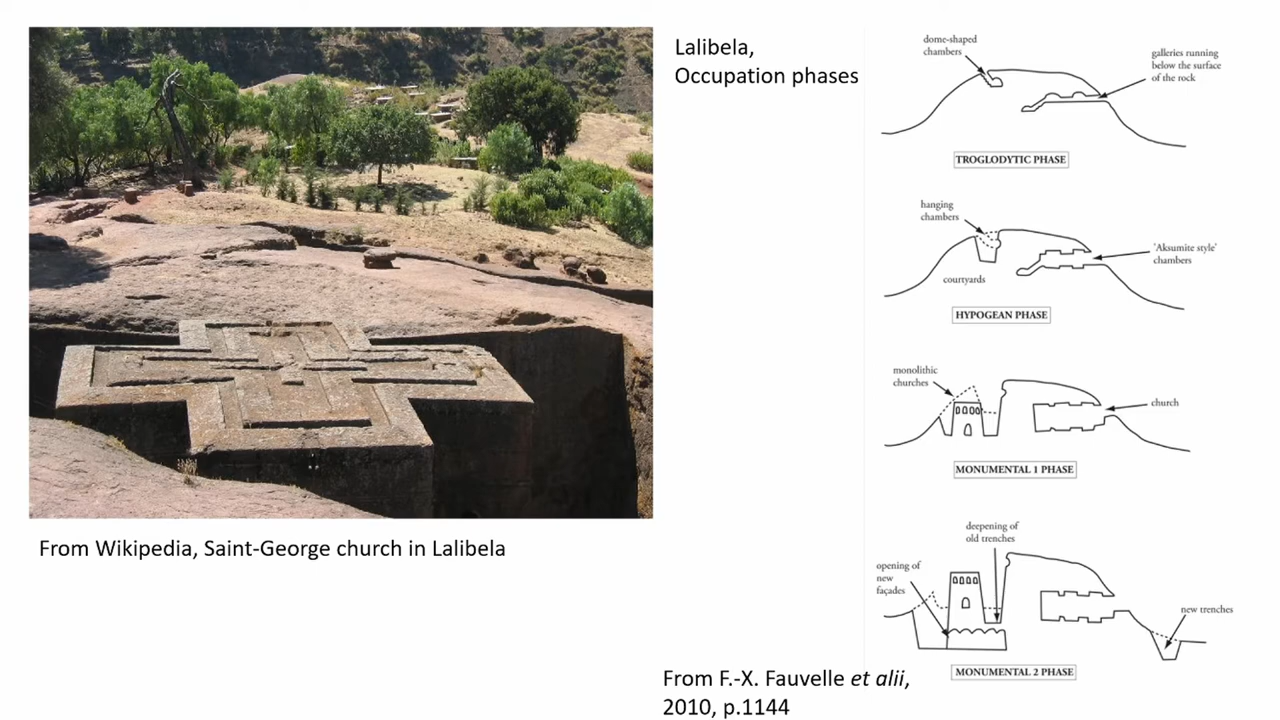 Lalibela,
Occupation phases
dome-shaped
chambers
galleries running
below the surface
of the rock
TROGLODYTIC PHASE
hanging
chambers
'Aksumite style'
chambers
courtyards
HYPOGEAN PHASE
monolithic
churches
church
MONUMENTAL 1 PHASE
deepening of
old trenches
opening of
new
façades
new trenches
MONUMENTAL 2 PHASE
From Wikipedia, Saint-George church in Lalibela
From F.-X. Fauvelle et alii,
2010, p.1144